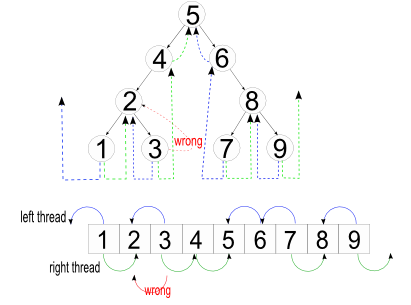 5
4 6
2 8
wrong
1 3 7 9
left thread
1 2 3 4 5 6 7 8 9
right thread
wrong